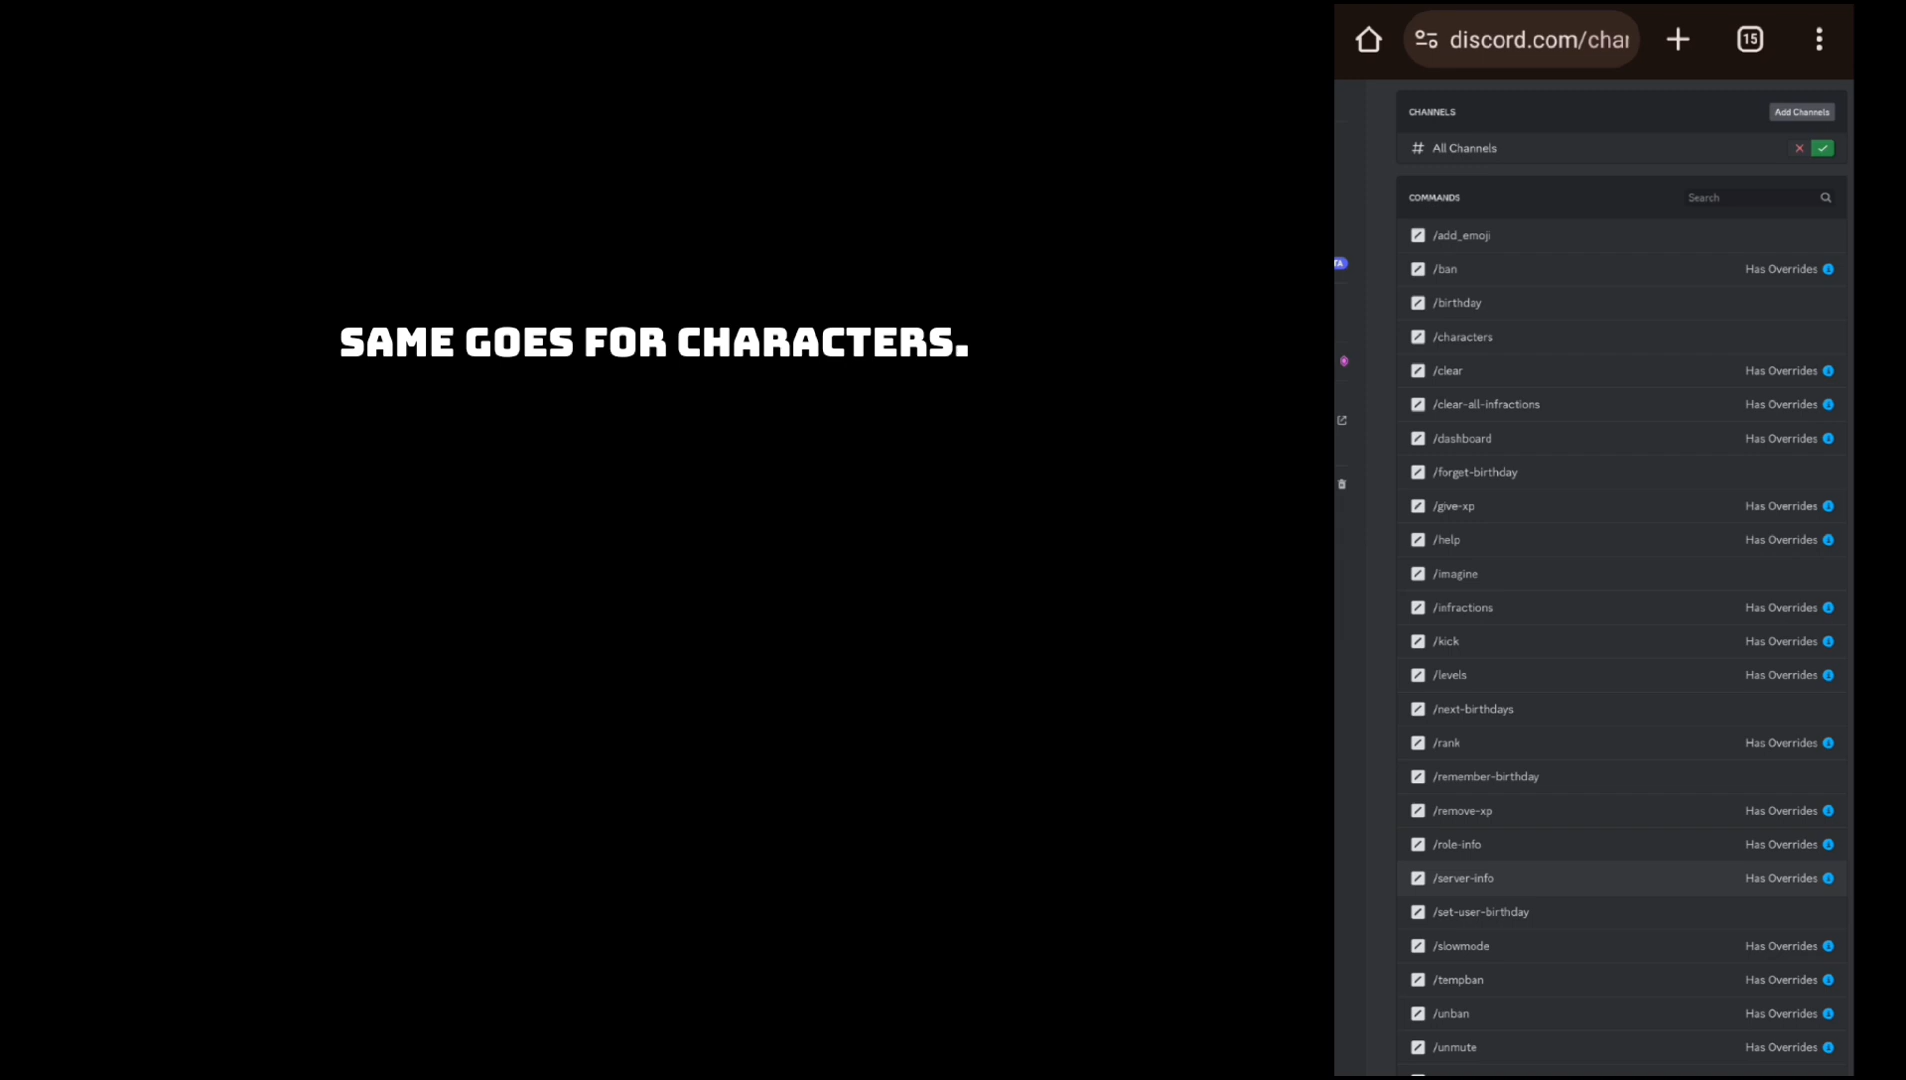 SAME GOES FOR CHARACTERS.
discord.com/char
15
CHANNELS
Add Channels
# All Channels
COMMANDS
Search
/add_emoji
/ban Has Overrides
/birthday
/characters
/clear Has Overrides
/clear-all-infractions Has Overrides
/dashboard Has Overrides
/forget-birthday
/give-xp Has Overrides
/help Has Overrides
/imagine
/infractions Has Overrides
/kick Has Overrides
/levels Has Overrides
/next-birthdays
/rank Has Overrides
/remember-birthday
/remove-xp Has Overrides
/role-info Has Overrides
/server-info Has Overrides
/set-user-birthday
/slowmode Has Overrides
/tempban Has Overrides
/unban Has Overrides
/unmute Has Overrides
TA